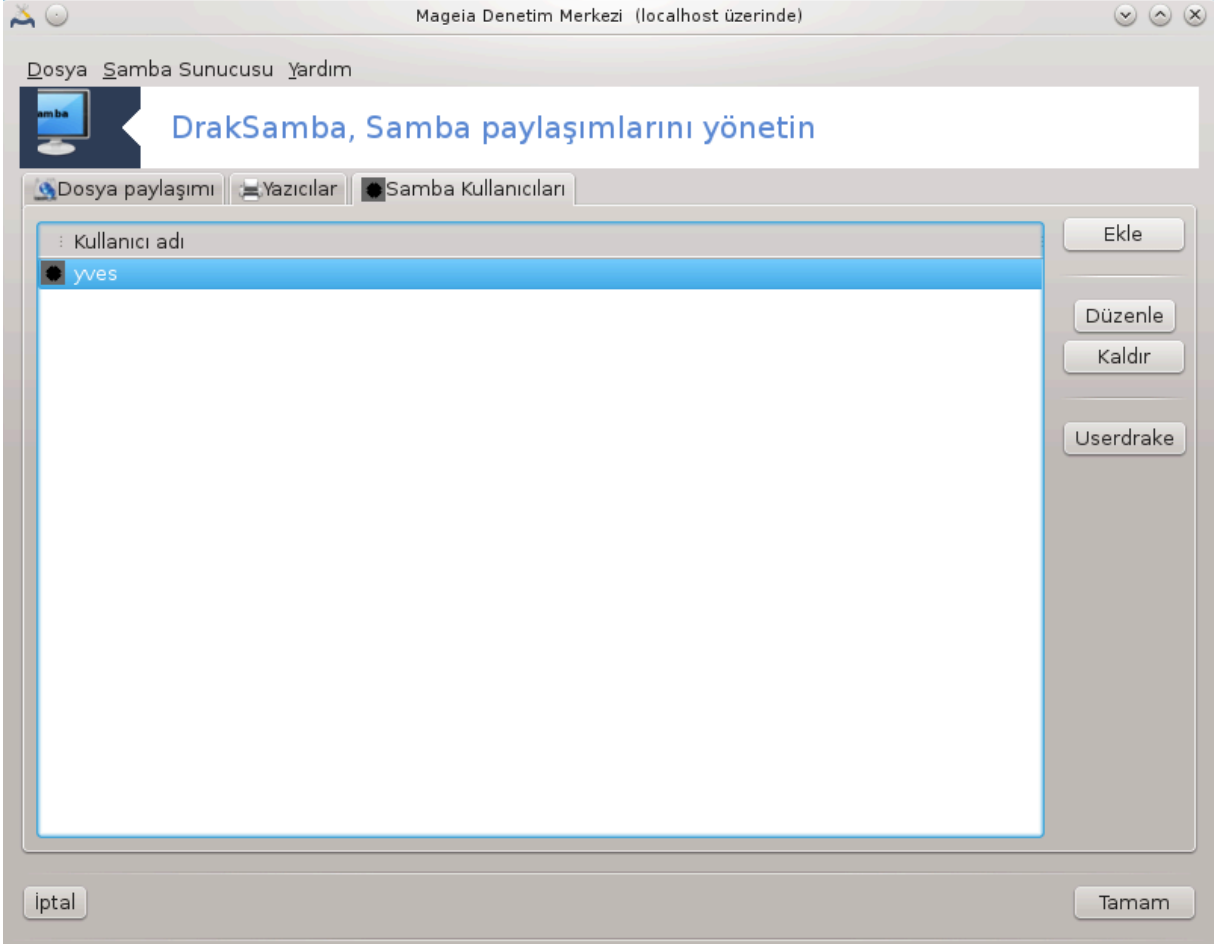 Mageia Denetim Merkezi (localhost üzerinde)
Dosya Samba Sunucusu Yardım
amba
DrakSamba, Samba paylaşımlarını yönetin
Dosya paylaşımı Yazıcılar Samba Kullanıcıları
Kullanıcı adı
yves
Ekle
Düzenle
Kaldır
Userdrake
İptal
Tamam